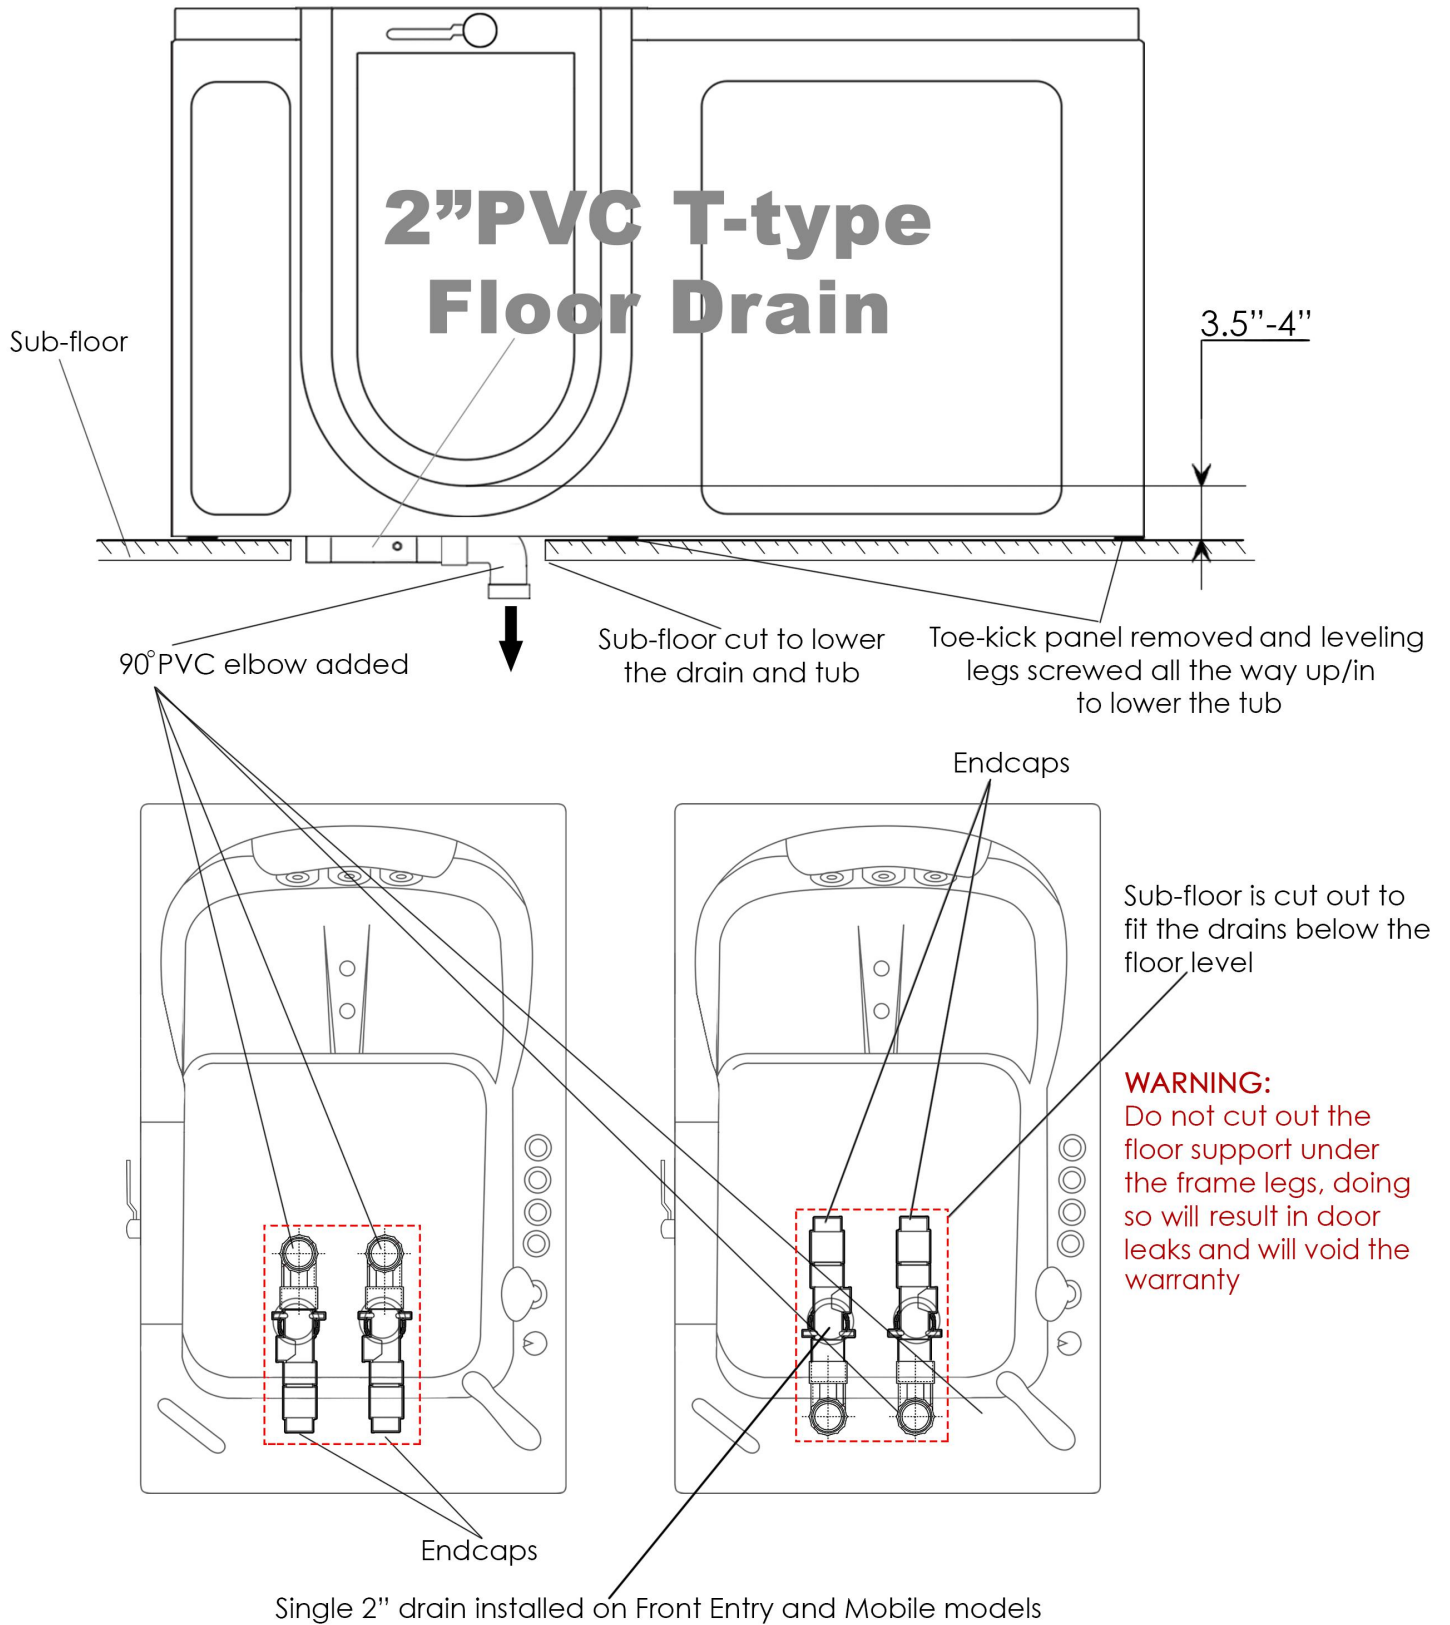 2”PVC T-type
Floor Drain
3.5”-4”
Sub-floor
90°PVC elbow added
Sub-floor cut to lower
the drain and tub
Toe-kick panel removed and leveling
legs screwed all the way up/in
to lower the tub
Endcaps
Sub-floor is cut out to
fit the drains below the
floor level
WARNING:
Do not cut out the
floor support under
the frame legs, doing
so will result in door
leaks and will void the
warranty
Endcaps
Single 2” drain installed on Front Entry and Mobile models